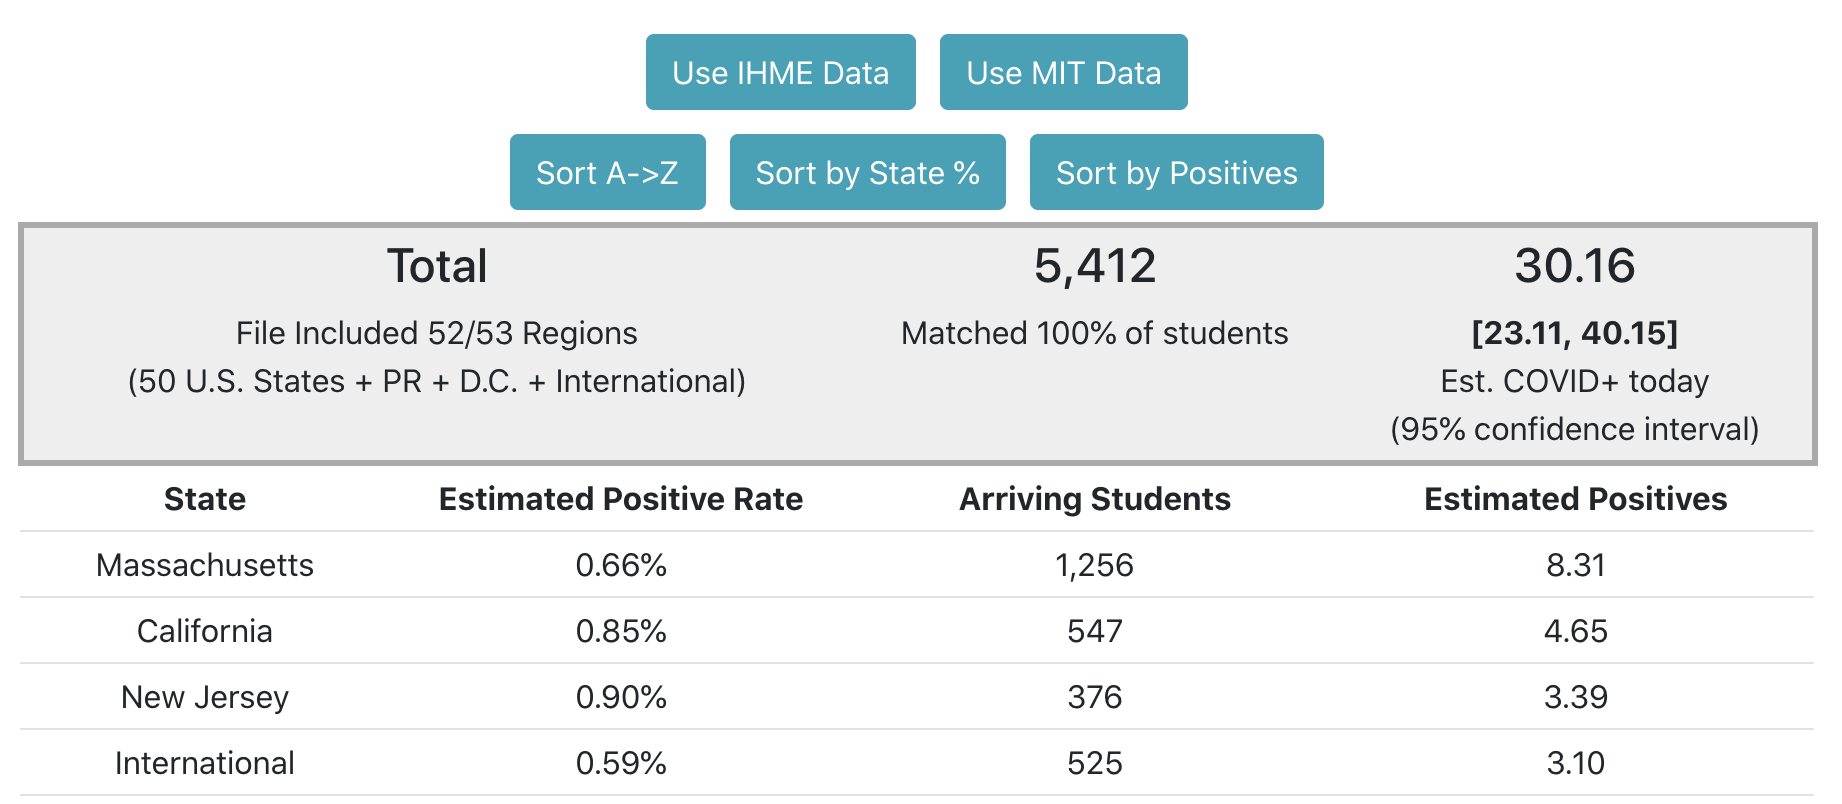 Use IHME Data Use MIT Data
Sort A->Z Sort by State % Sort by Positives
Total 5,412 30.16
File Included 52/53 Regions Matched 100% of students [23.11, 40.15]
(50 U.S. States + PR + D.C. + International) Est. COVID+ today
(95% confidence interval)
State Estimated Positive Rate Arriving Students Estimated Positives
Massachusetts 0.66% 1,256 8.31
California 0.85% 547 4.65
New Jersey 0.90% 376 3.39
International 0.59% 525 3.10